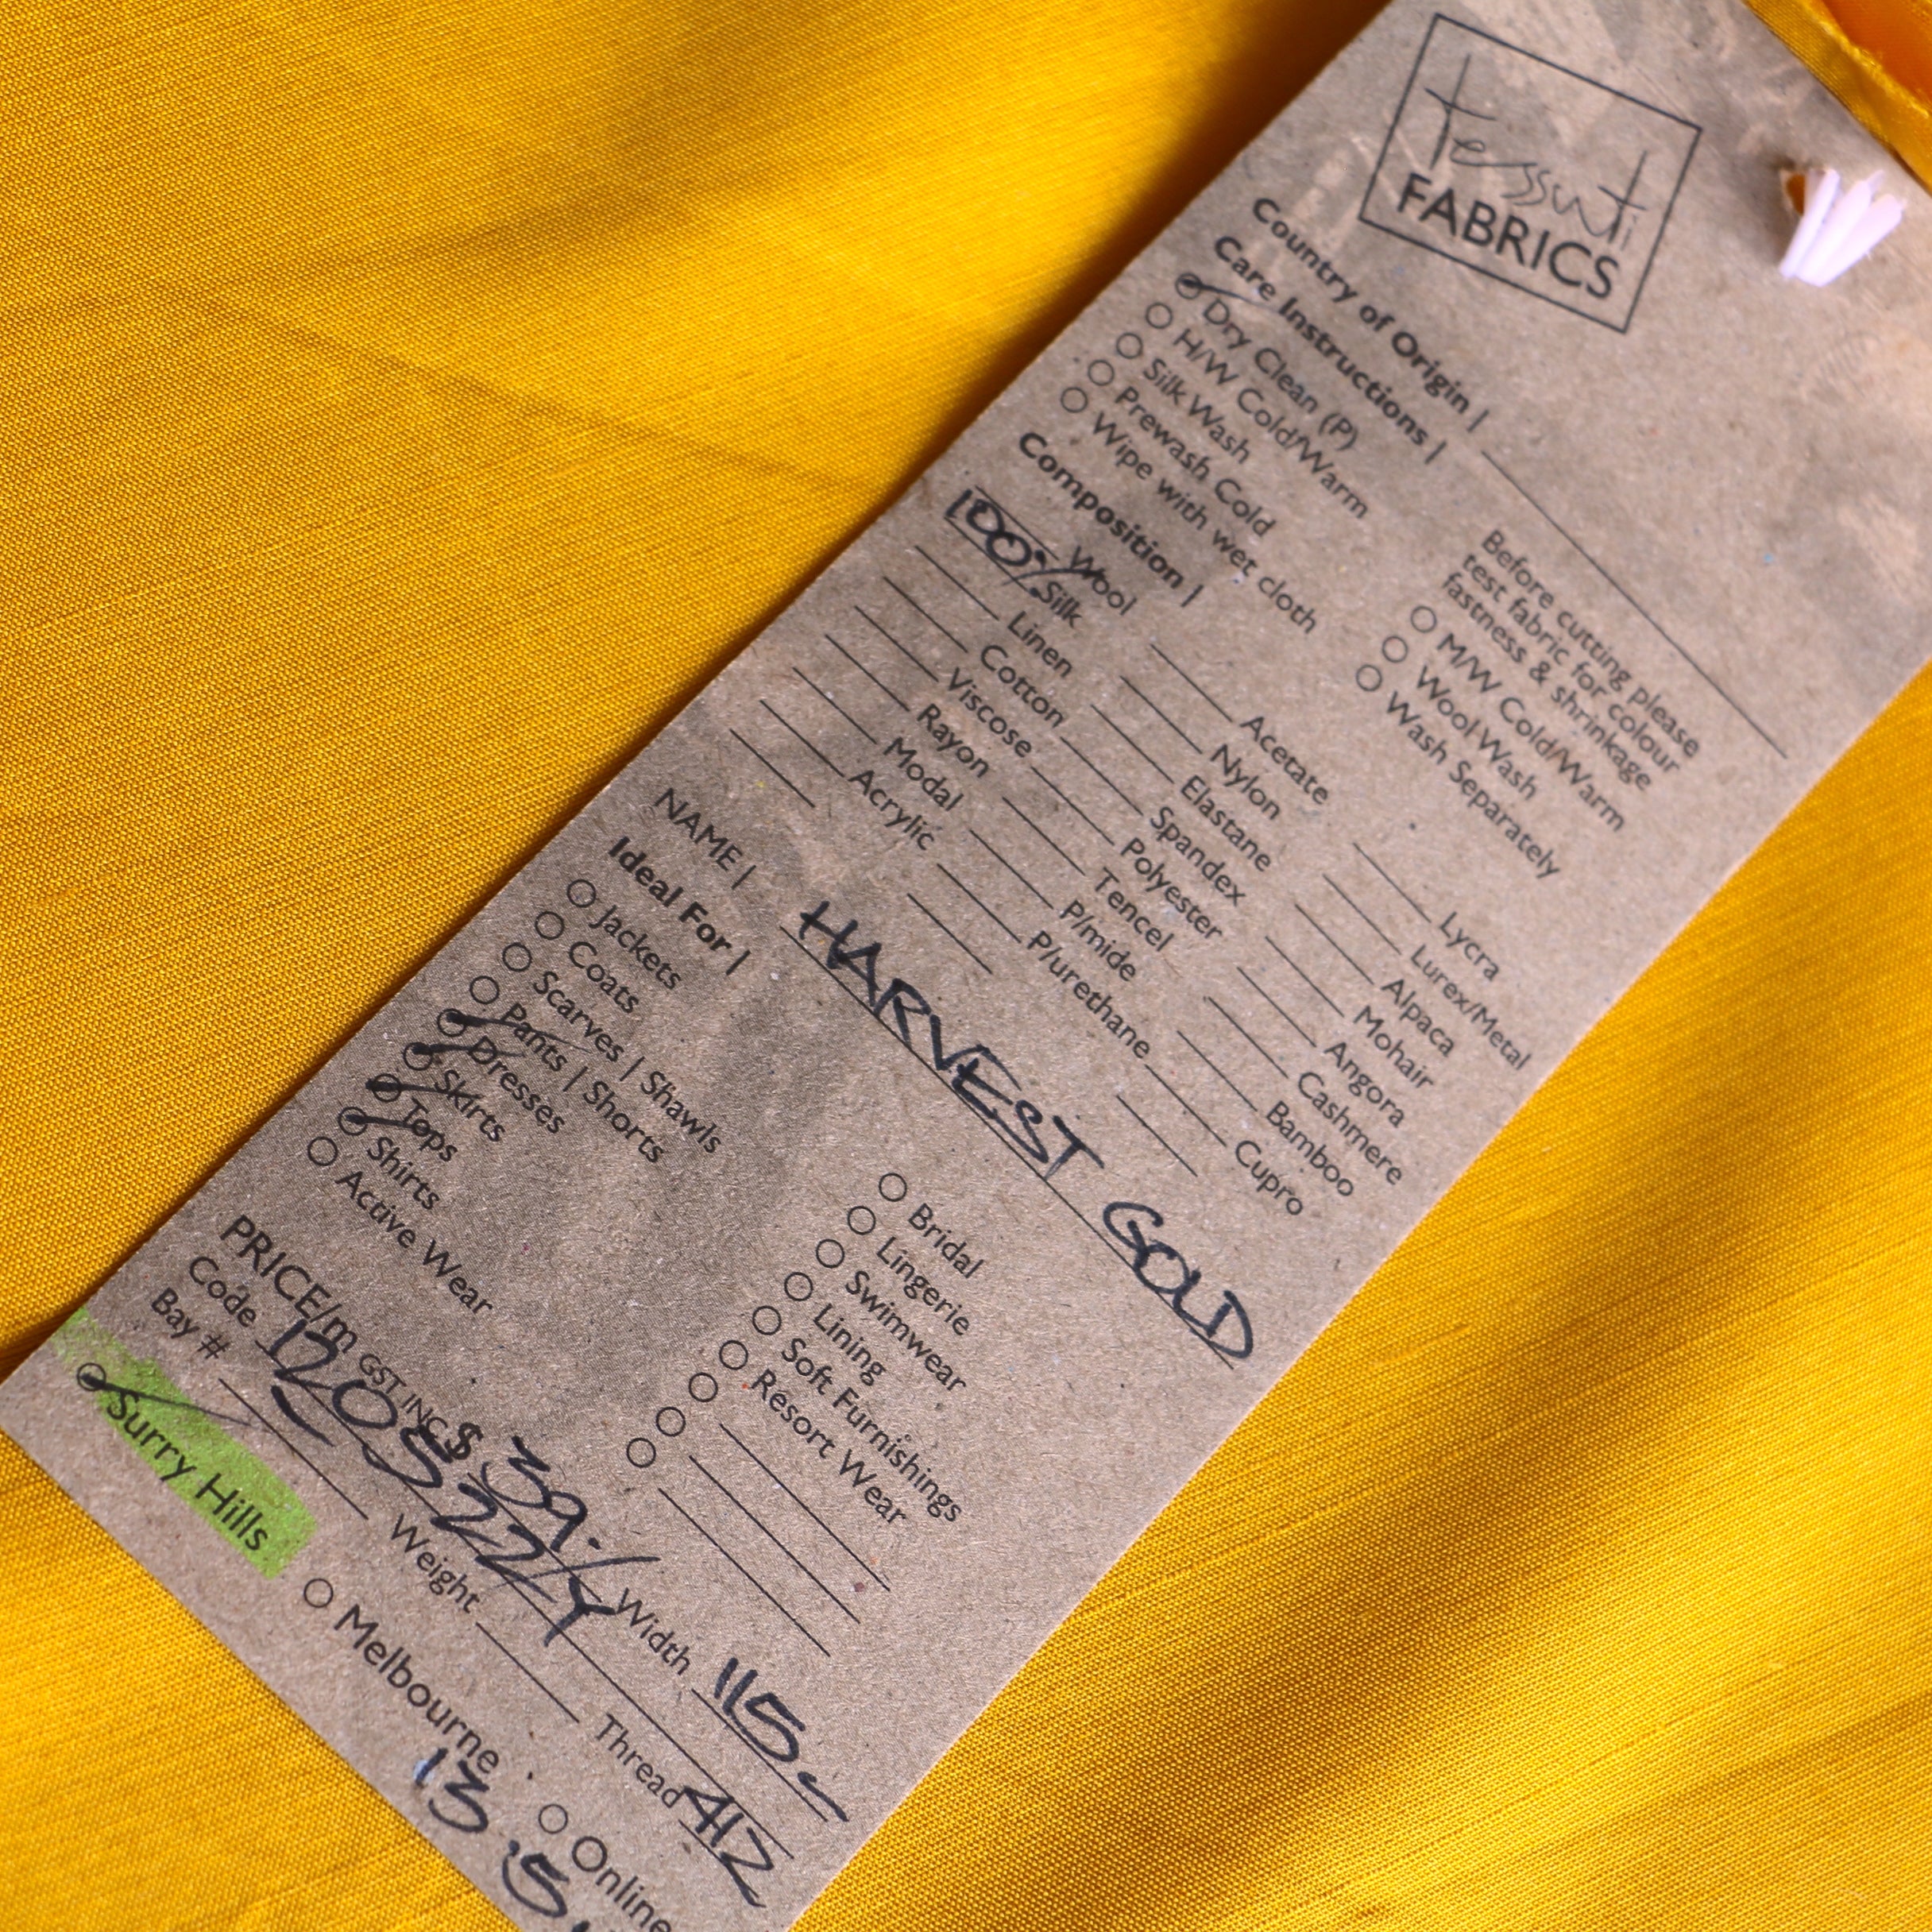 tessuti
FABRICS
Country of Origin |
Care Instructions |
Dry Clean (P)
H/W Cold/Warm
Silk Wash
Prewash Cold
Wipe with wet cloth
Before cutting please
test fabric for colour
fastness & shrinkage
M/W Cold/Warm
Wool Wash
Wash Separately
Composition |
Wool
100% Silk
Linen
Cotton
Viscose
Rayon
Modal
Acrylic
Acetate
Nylon
Elastane
Spandex
Polyester
Tencel
P/mide
P/urethane
Lycra
Lurex/Metal
Alpaca
Mohair
Angora
Cashmere
Bamboo
Cupro
NAME | HARVEST GOLD
Ideal For |
Jackets
Coats
Scarves | Shawls
Pants | Shorts
Dresses
Skirts
Tops
Shirts
Active Wear
Bridal
Lingerie
Swimwear
Lining
Soft Furnishings
Resort Wear
PRICE/m GST INC $ 39. Width 115
Code Thread A12
Bay # Weight
Surry Hills
Melbourne
Online
13.5